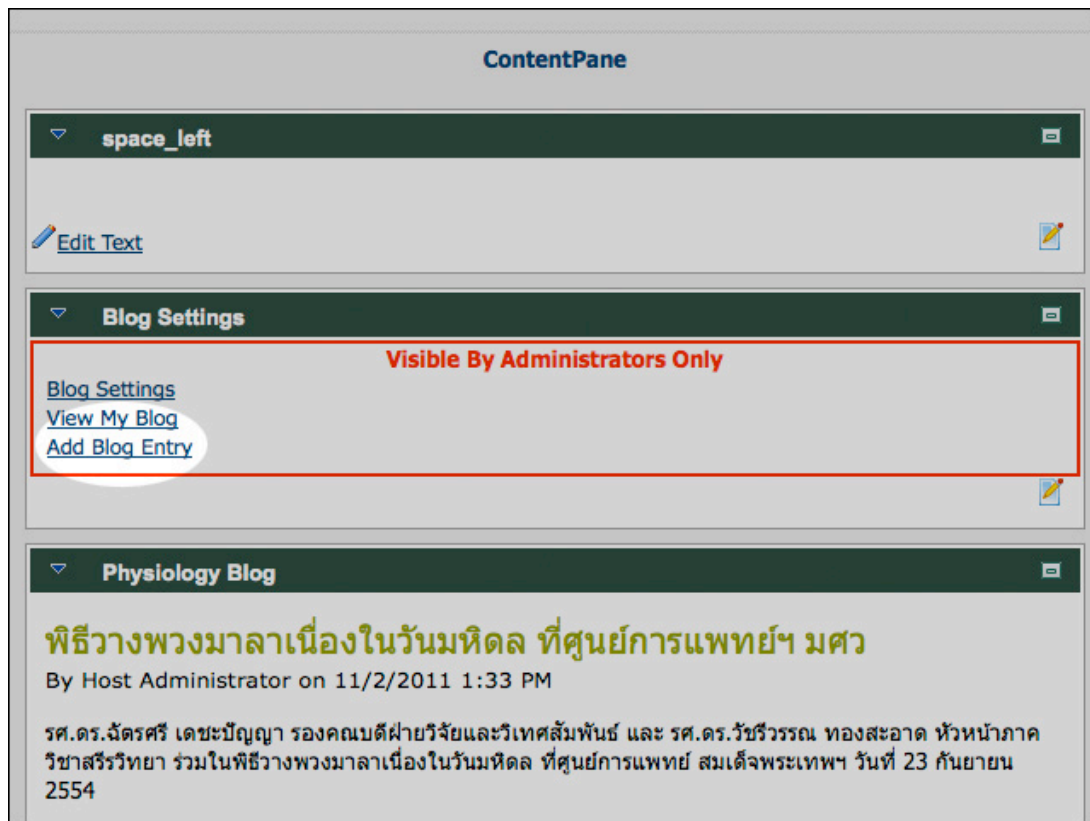 ContentPane
space_left
Edit Text
Blog Settings
Visible By Administrators Only
Blog Settings
View My Blog
Add Blog Entry
Physiology Blog
พิธีวางพวงมาลาเนื่องในวันมหิดล ที่ศูนย์การแพทย์ฯ มศว
By Host Administrator on 11/2/2011 1:33 PM
รศ.ดร.ฉัตรศรี เดชะปัญญา รองคณบดีฝ่ายวิจัยและวิเทศสัมพันธ์ และ รศ.ดร.วัชรีวรรณ ทองสะอาด หัวหน้าภาค
วิชาสรีรวิทยา ร่วมในพิธีวางพวงมาลาเนื่องในวันมหิดล ที่ศูนย์การแพทย์ สมเด็จพระเทพฯ วันที่ 23 กันยายน
2554